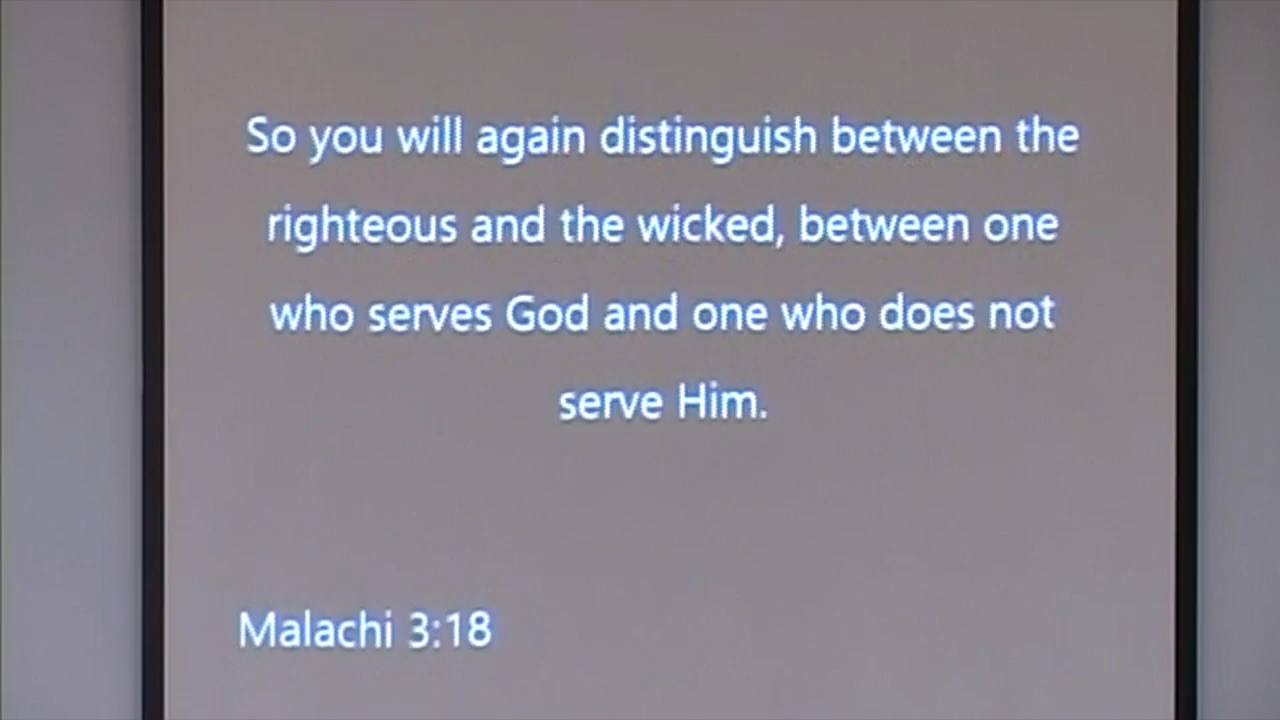 So you will again distinguish between the
righteous and the wicked, between one
who serves God and one who does not
serve Him.
Malachi 3:18